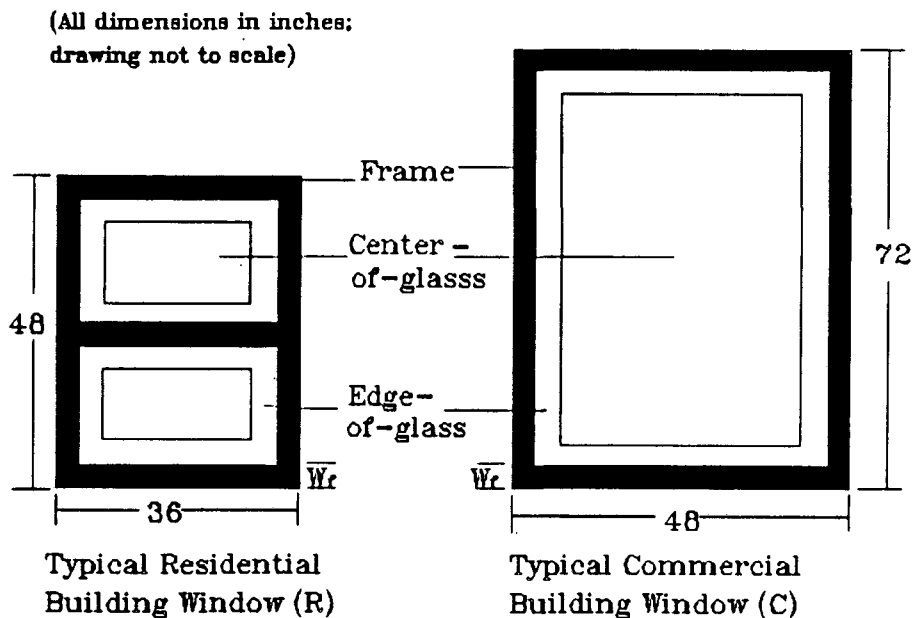 (All dimensions in inches;
drawing not to scale)
Frame
Center-
of-glasss
72
48
Edge-
of-glass
Wf
Wf
36
48
Typical Residential
Building Window (R)
Typical Commercial
Building Window (C)